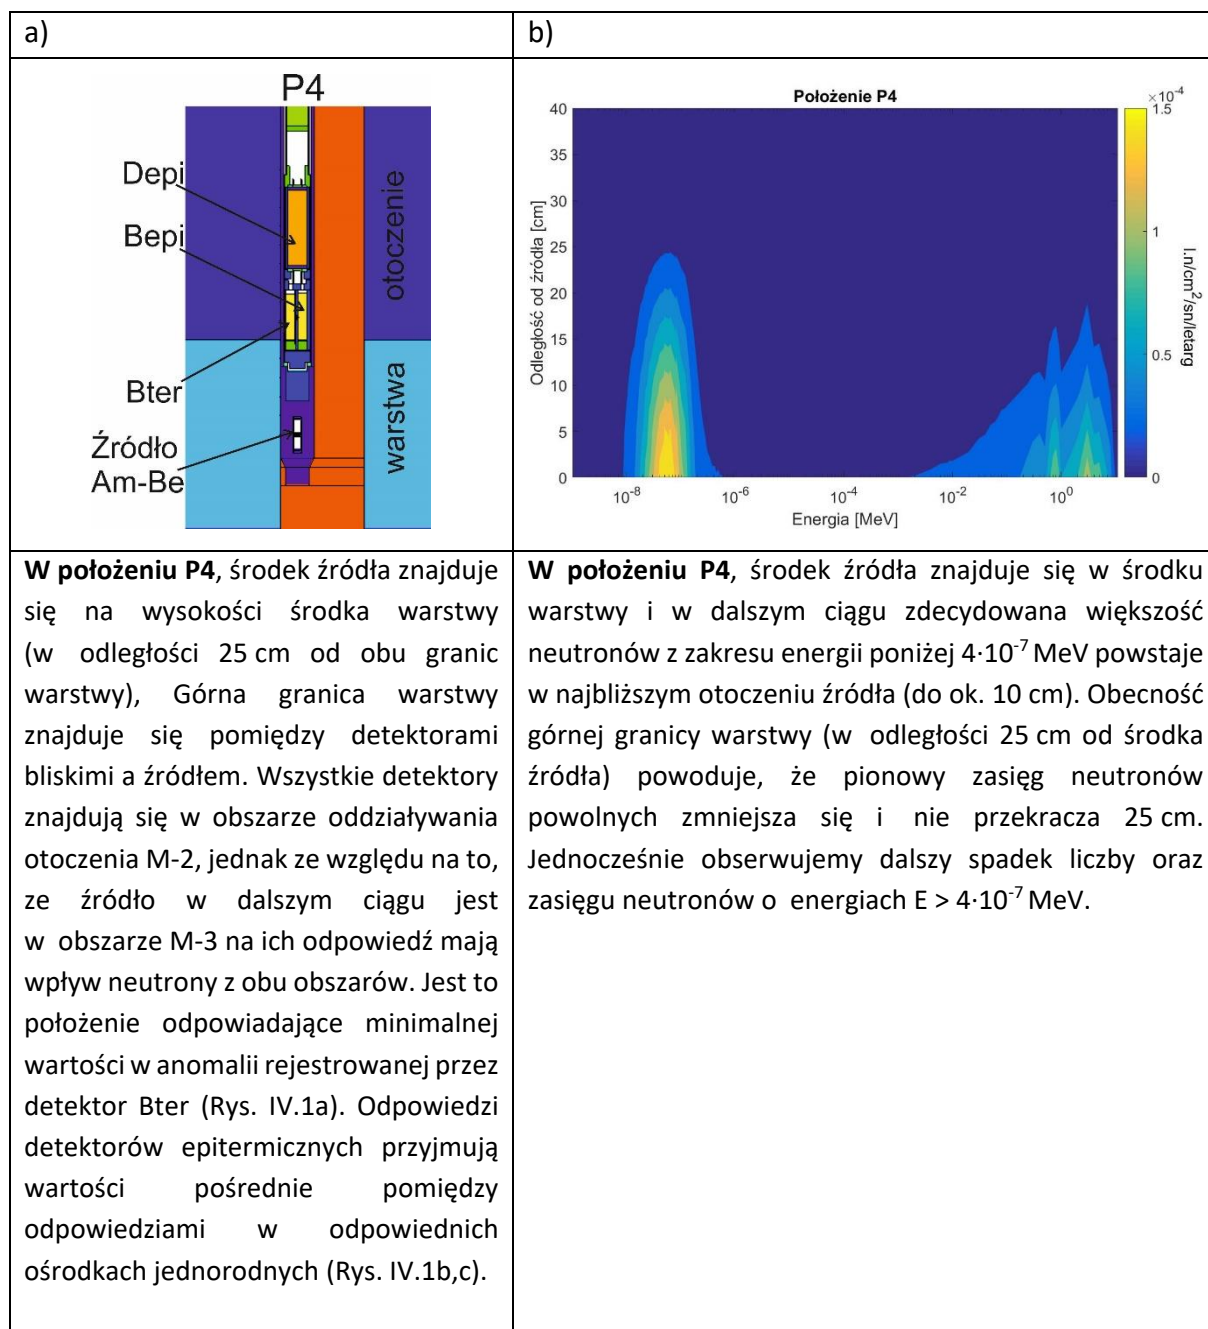 a)
b)
P4
Depi
Bepi
Bter
Źródło
Am-Be
otoczenie
warstwa
Położenie P4
×10⁻⁴
40
35
30
25
20
15
10
5
0
Odległość od źródła [cm]
10⁻⁸
10⁻⁶
10⁻⁴
10⁻²
10⁰
Energia [MeV]
1.5
1
0.5
0
l.n/cm²/sn/letarg
W położeniu P4, środek źródła znajduje
się na wysokości środka warstwy
(w odległości 25 cm od obu granic
warstwy), Górna granica warstwy
znajduje się pomiędzy detektorami
bliskimi a źródłem. Wszystkie detektory
znajdują się w obszarze oddziaływania
otoczenia M-2, jednak ze względu na to,
ze źródło w dalszym ciągu jest
w obszarze M-3 na ich odpowiedź mają
wpływ neutrony z obu obszarów. Jest to
położenie odpowiadające minimalnej
wartości w anomalii rejestrowanej przez
detektor Bter (Rys. IV.1a). Odpowiedzi
detektorów epitermicznych przyjmują
wartości pośrednie pomiędzy
odpowiedziami w odpowiednich
ośrodkach jednorodnych (Rys. IV.1b,c).
W położeniu P4, środek źródła znajduje się w środku
warstwy i w dalszym ciągu zdecydowana większość
neutronów z zakresu energii poniżej 4·10⁻⁷ MeV powstaje
w najbliższym otoczeniu źródła (do ok. 10 cm). Obecność
górnej granicy warstwy (w odległości 25 cm od środka
źródła) powoduje, że pionowy zasięg neutronów
powolnych zmniejsza się i nie przekracza 25 cm.
Jednocześnie obserwujemy dalszy spadek liczby oraz
zasięgu neutronów o energiach E > 4·10⁻⁷ MeV.